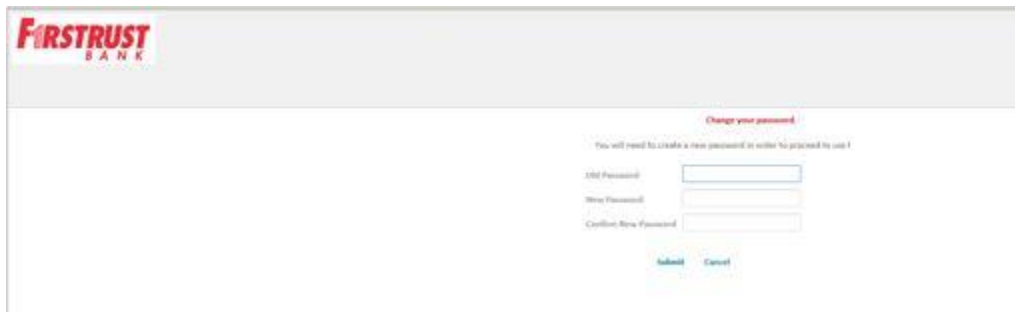 FIRSTRUST
BANK
Change your password
You will need to create a new password in order to proceed to use
Old Password
New Password
Confirm New Password
Submit Cancel